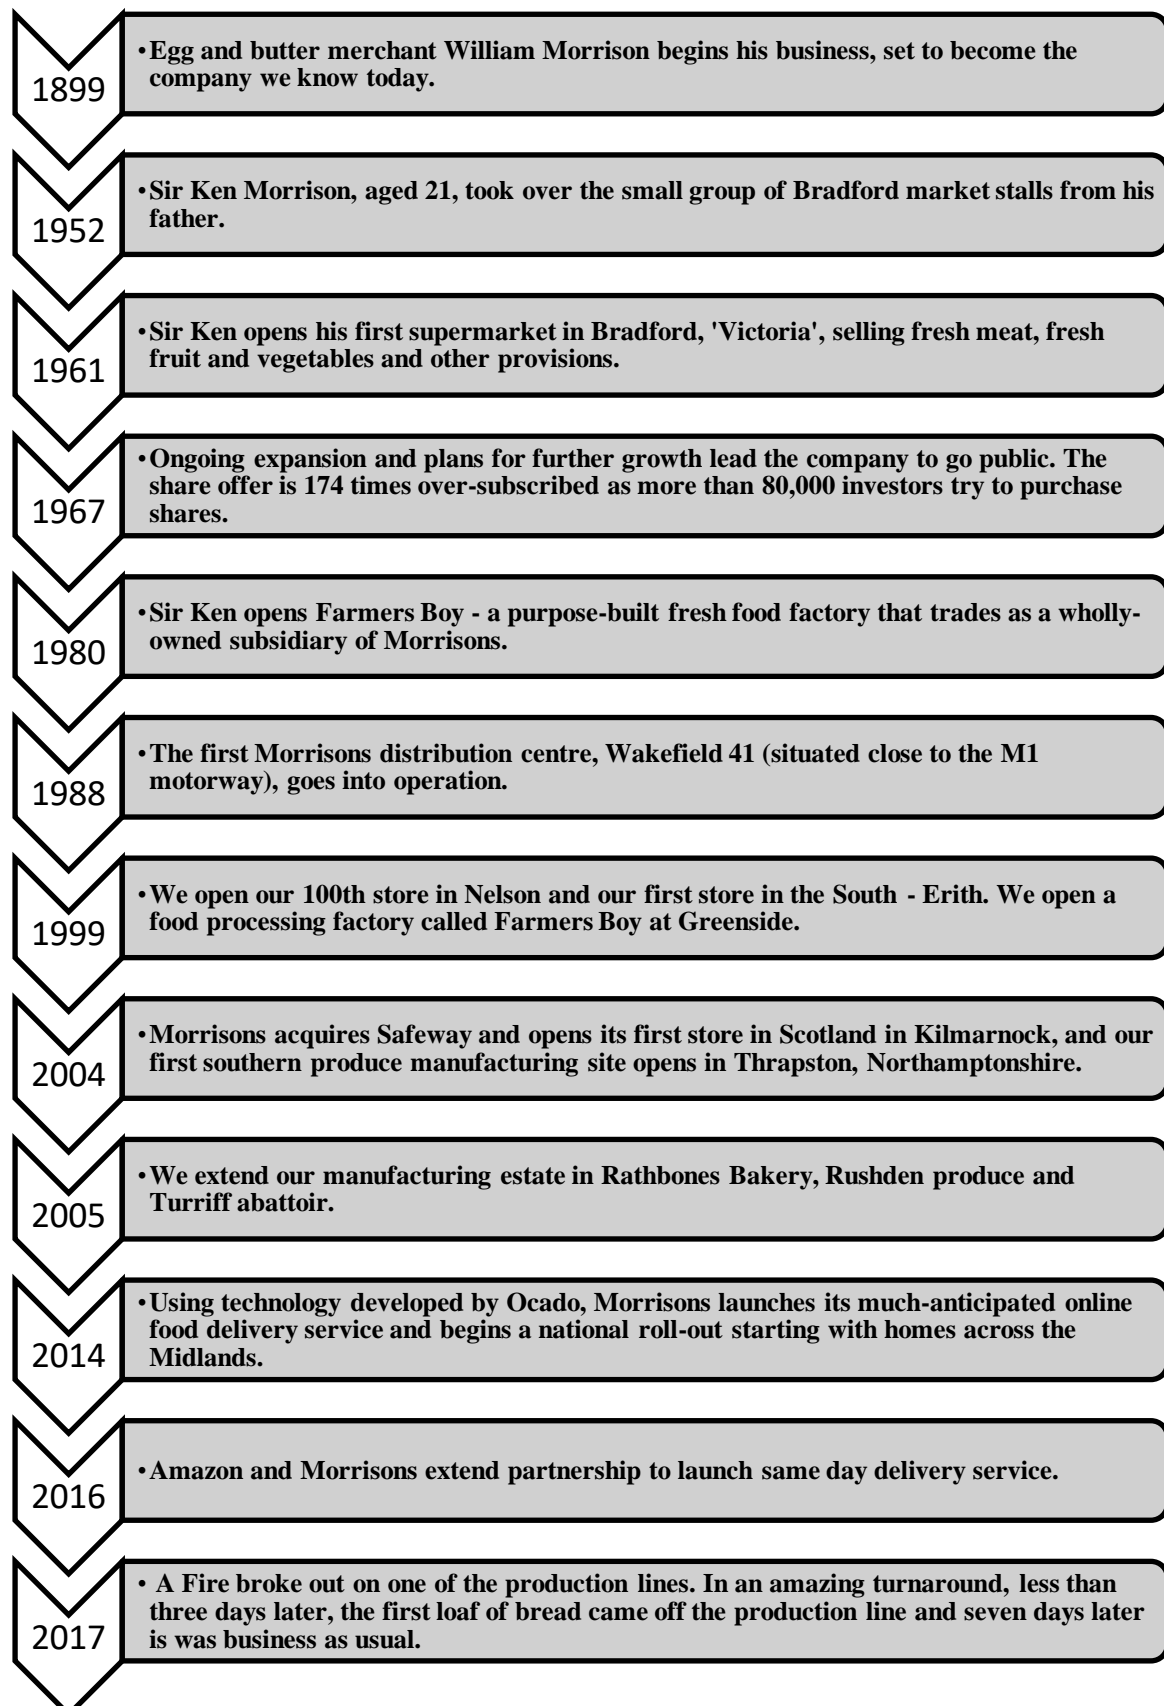 1899
•Egg and butter merchant William Morrison begins his business, set to become the
company we know today.
1952
•Sir Ken Morrison, aged 21, took over the small group of Bradford market stalls from his
father.
1961
•Sir Ken opens his first supermarket in Bradford, 'Victoria', selling fresh meat, fresh
fruit and vegetables and other provisions.
1967
•Ongoing expansion and plans for further growth lead the company to go public. The
share offer is 174 times over-subscribed as more than 80,000 investors try to purchase
shares.
1980
•Sir Ken opens Farmers Boy - a purpose-built fresh food factory that trades as a wholly-
owned subsidiary of Morrisons.
1988
•The first Morrisons distribution centre, Wakefield 41 (situated close to the M1
motorway), goes into operation.
1999
•We open our 100th store in Nelson and our first store in the South - Erith. We open a
food processing factory called Farmers Boy at Greenside.
2004
•Morrisons acquires Safeway and opens its first store in Scotland in Kilmarnock, and our
first southern produce manufacturing site opens in Thrapston, Northamptonshire.
2005
•We extend our manufacturing estate in Rathbones Bakery, Rushden produce and
Turriff abattoir.
2014
•Using technology developed by Ocado, Morrisons launches its much-anticipated online
food delivery service and begins a national roll-out starting with homes across the
Midlands.
2016
•Amazon and Morrisons extend partnership to launch same day delivery service.
2017
• A Fire broke out on one of the production lines. In an amazing turnaround, less than
three days later, the first loaf of bread came off the production line and seven days later
is was business as usual.